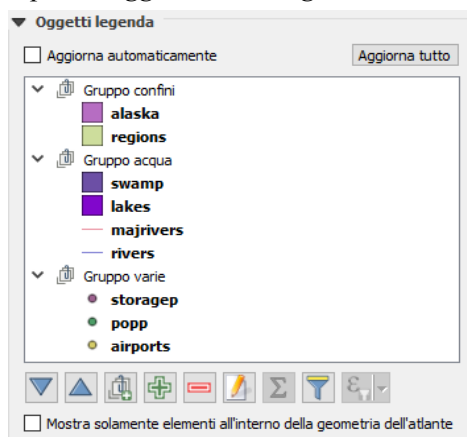 Oggetti legenda
Aggiorna automaticamente Aggiorna tutto
Gruppo confini
alaska
regions
Gruppo acqua
swamp
lakes
majrivers
rivers
Gruppo varie
storagep
popp
airports
Mostra solamente elementi all'interno della geometria dell'atlante